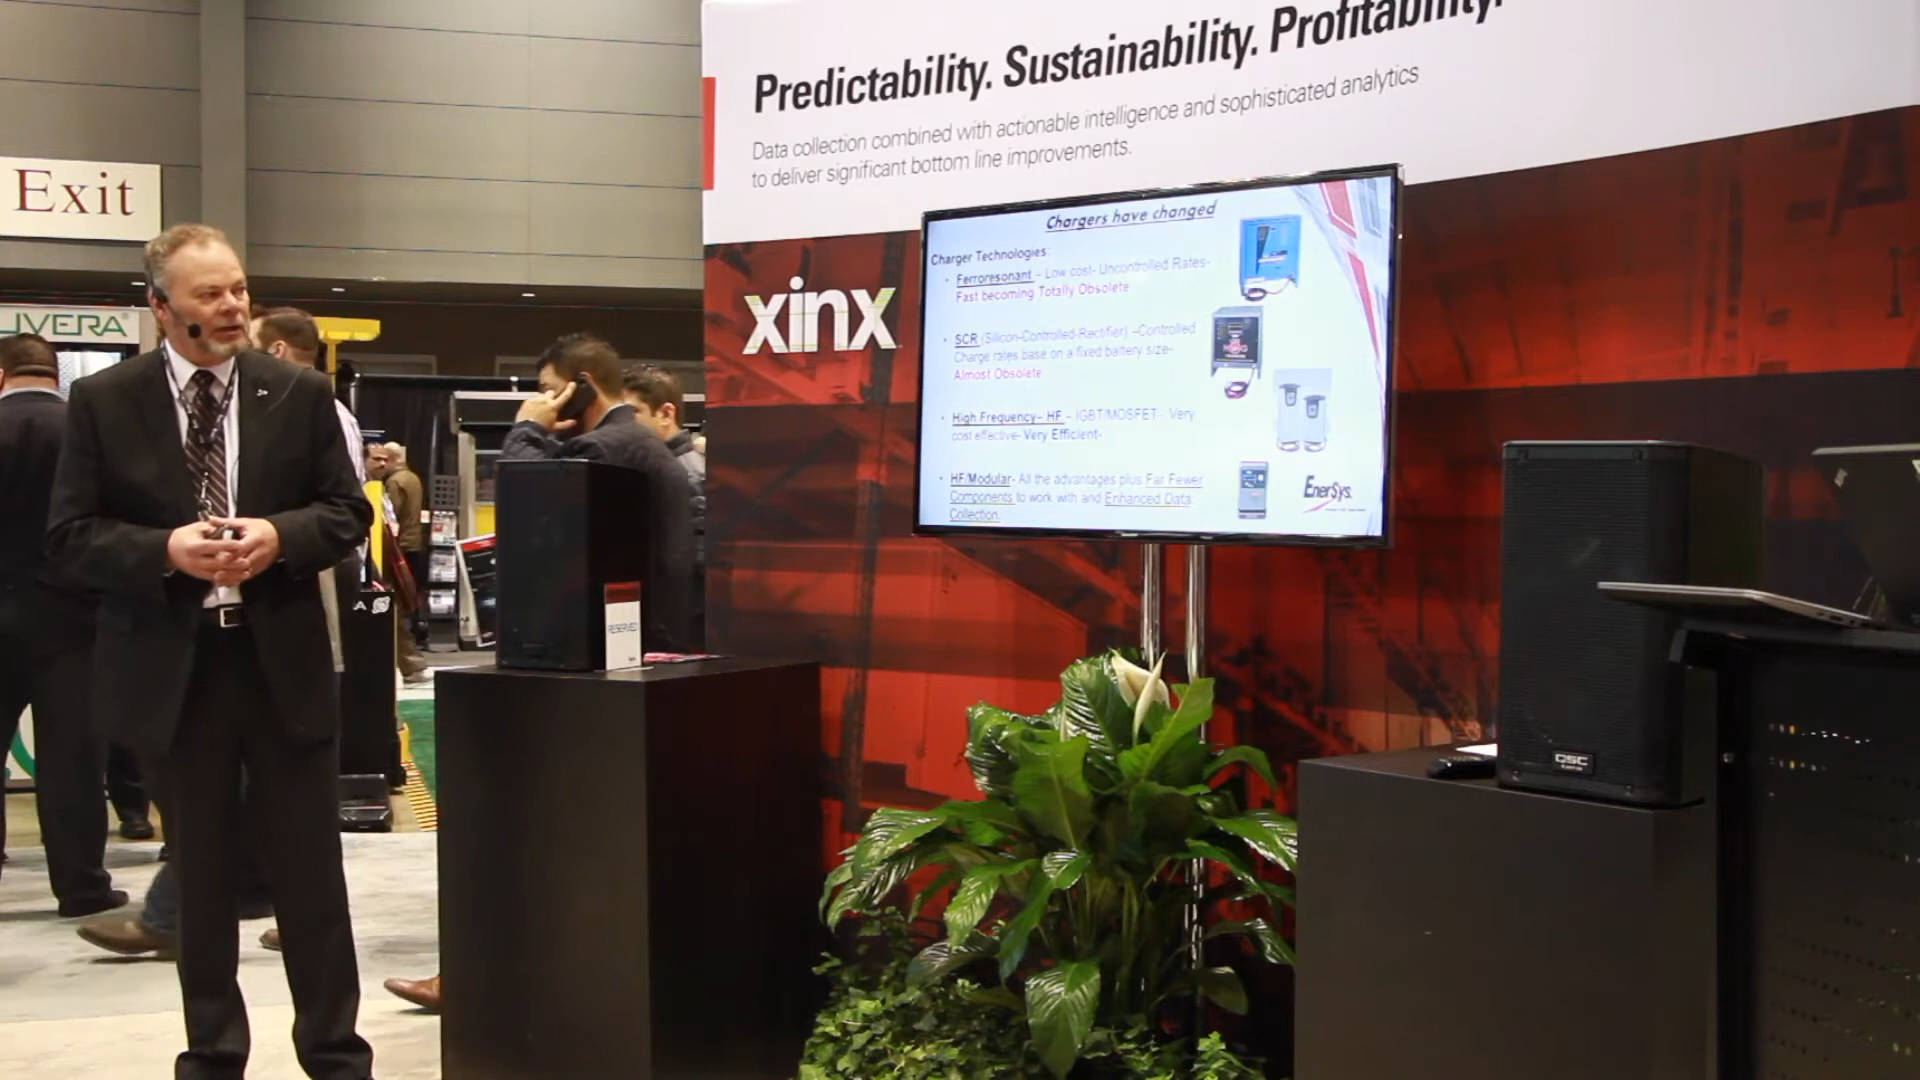 Predictability. Sustainability. Profitability.
Data collection combined with actionable intelligence and sophisticated analytics
to deliver significant bottom line improvements.
Exit
IVERA
xinx
Chargers have changed
Charger Technologies:
Ferroresonant – Low cost- Uncontrolled Rates-
Fast becoming Totally Obsolete
SCR (Silicon-Controlled-Rectifier) –Controlled
Charge rates base on a fixed battery size-
Almost Obsolete
High Frequency– HF – IGBT/MOSFET- Very
cost effective- Very Efficient-
HF/Modular- All the advantages plus Far Fewer
Components to work with and Enhanced Data
Collection.
EnerSys.
RESERVED
QSC